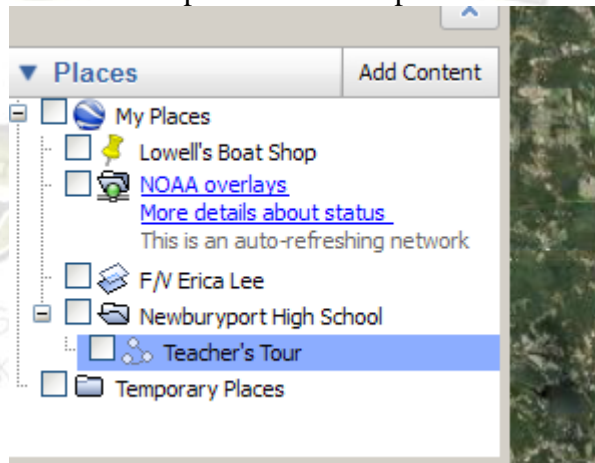 Places Add Content
My Places
Lowell's Boat Shop
NOAA overlays
More details about status
This is an auto-refreshing network
F/V Erica Lee
Newburyport High School
Teacher's Tour
Temporary Places